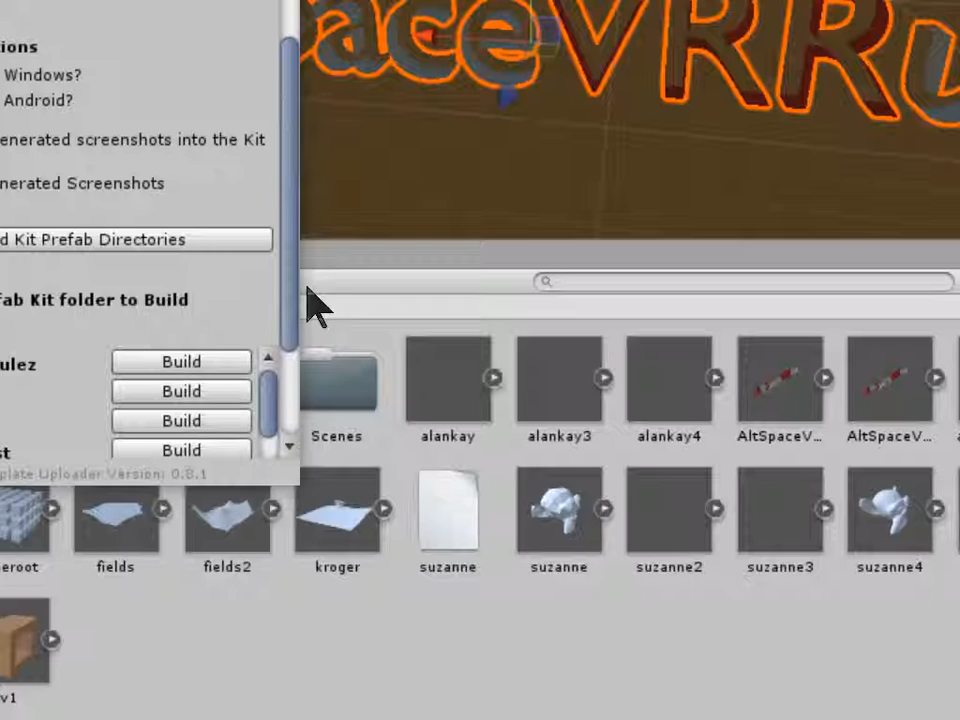 aceVRRu
ions
Windows?
Android?
enerated screenshots into the Kit
nerated Screenshots
d Kit Prefab Directories
fab Kit folder to Build
ulez
Build
Build
Build
st
Build
plate Uploader Version: 0.8.1
Scenes
alankay
alankay3
alankay4
AltSpaceV...
AltSpaceV...
eroot
fields
fields2
kroger
suzanne
suzanne
suzanne2
suzanne3
suzanne4
v1